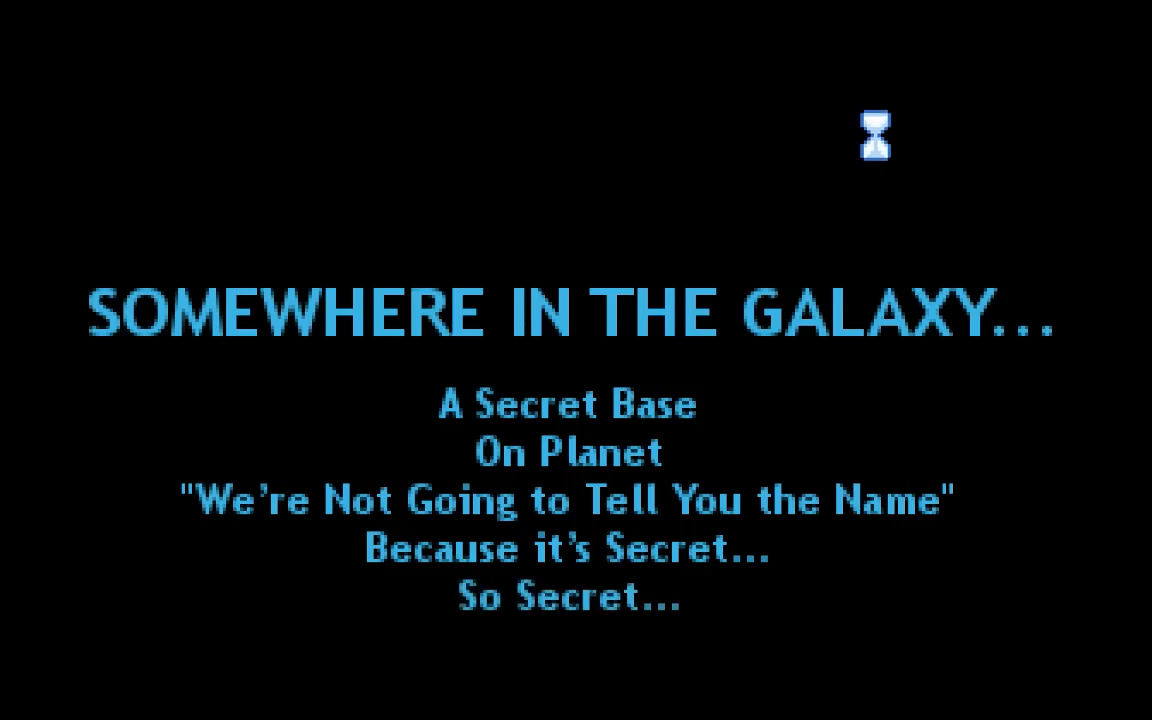 SOMEWHERE IN THE GALAXY...
A Secret Base
On Planet
"We're Not Going to Tell You the Name"
Because it's Secret...
So Secret...